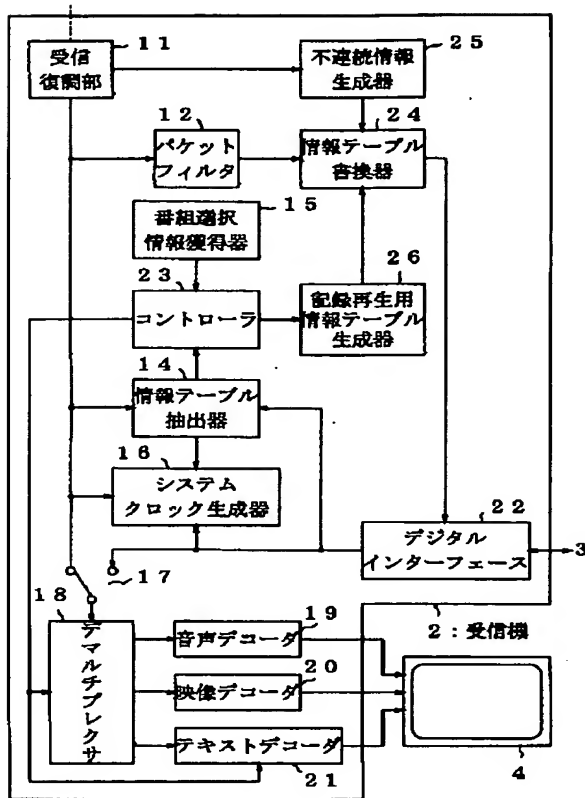 11
受信
復調部
25
不連続情報
生成器
12
パケット
フィルタ
24
情報テーブル
書換器
15
番組選択
情報獲得器
23
コントローラ
26
記録再生用
情報テーブル
生成器
14
情報テーブル
抽出器
16
システム
クロック生成器
22
デジタル
インターフェース
3
17
18
デマルチプレクサ
19
音声デコーダ
2:受信機
20
映像デコーダ
テキストデコーダ
21
4